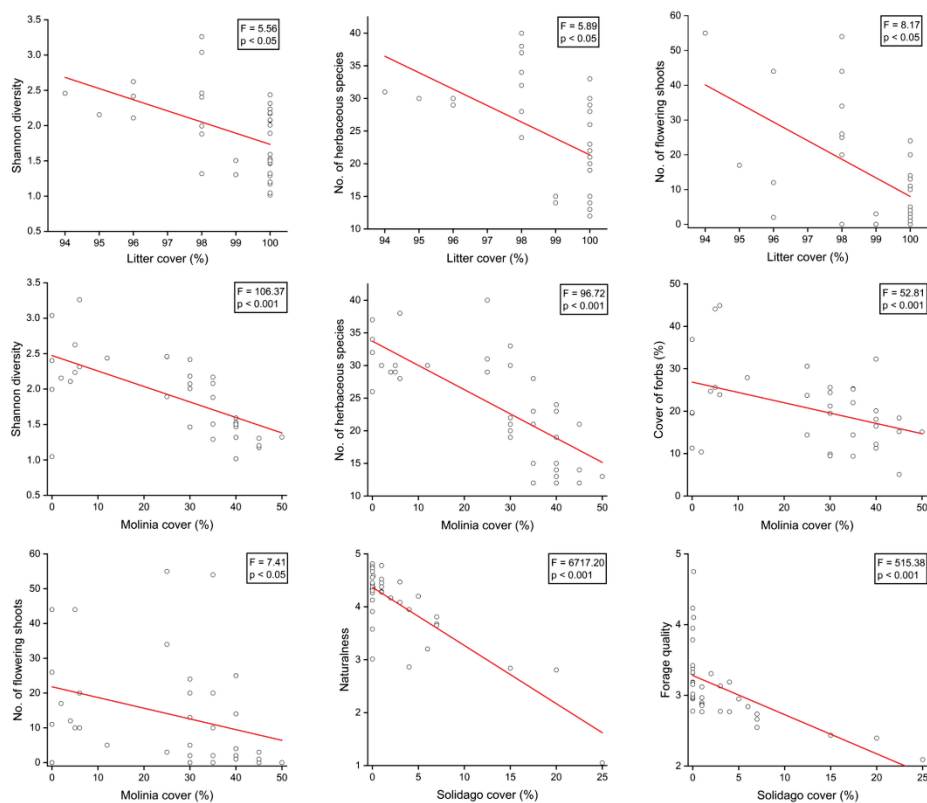 F = 5.56
p < 0.05
3.5
3.0
2.5
2.0
1.5
1.0
0.5
Shannon diversity
94 95 96 97 98 99 100
Litter cover (%)
F = 5.89
p < 0.05
40
30
20
10
No. of herbaceous species
94 95 96 97 98 99 100
Litter cover (%)
F = 8.17
p < 0.05
60
50
40
30
20
10
0
No. of flowering shoots
94 95 96 97 98 99 100
Litter cover (%)
F = 106.37
p < 0.001
3.5
3.0
2.5
2.0
1.5
1.0
0.5
Shannon diversity
0 10 20 30 40 50
Molinia cover (%)
F = 96.72
p < 0.001
40
30
20
10
No. of herbaceous species
0 10 20 30 40 50
Molinia cover (%)
F = 52.81
p < 0.001
50
40
30
20
10
0
Cover of forbs (%)
0 10 20 30 40 50
Molinia cover (%)
F = 7.41
p < 0.05
60
50
40
30
20
10
0
No. of flowering shoots
0 10 20 30 40 50
Molinia cover (%)
F = 6717.20
p < 0.001
5
4
3
2
1
Naturalness
0 5 10 15 20 25
Solidago cover (%)
F = 515.38
p < 0.001
5
4
3
2
Forage quality
0 5 10 15 20 25
Solidago cover (%)